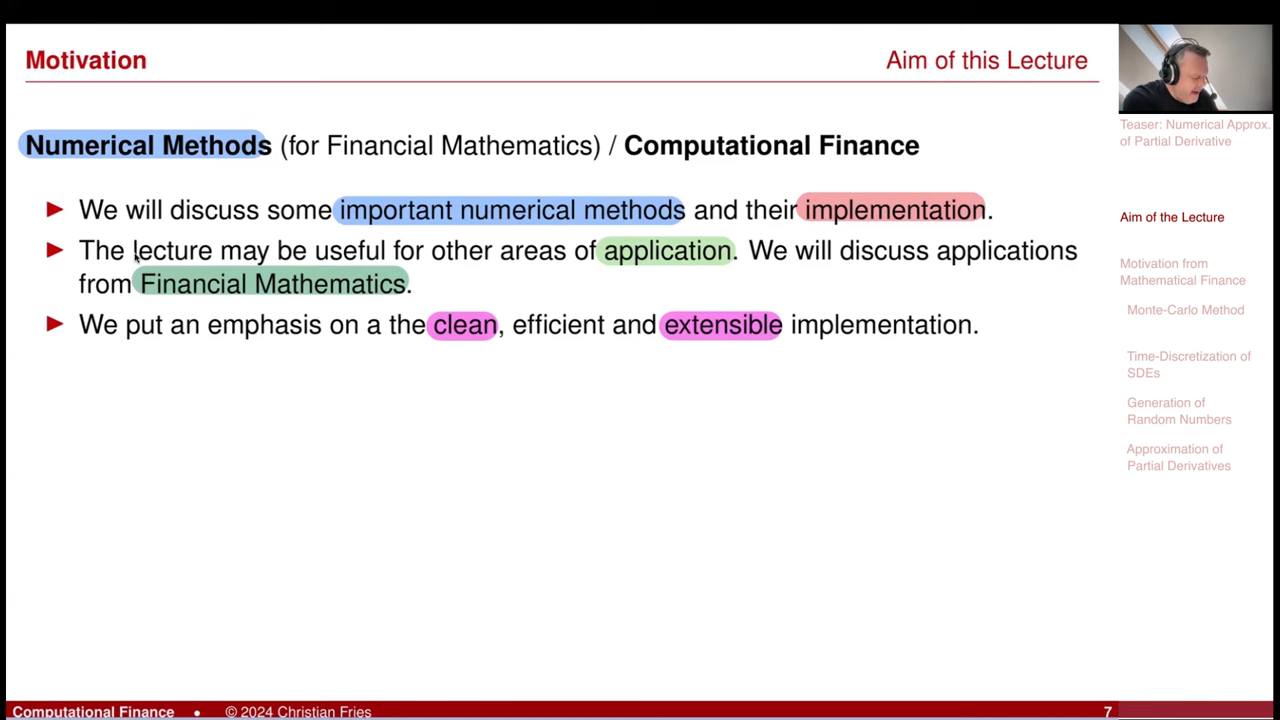 Motivation
Aim of this Lecture
Numerical Methods (for Financial Mathematics) / Computational Finance
► We will discuss some important numerical methods and their implementation.
► The lecture may be useful for other areas of application. We will discuss applications
from Financial Mathematics.
► We put an emphasis on a the clean, efficient and extensible implementation.
Teaser: Numerical Approx.
of Partial Derivative
Aim of the Lecture
Motivation from
Mathematical Finance
Monte-Carlo Method
Time-Discretization of
SDEs
Generation of
Random Numbers
Approximation of
Partial Derivatives
Computational Finance • © 2024 Christian Fries
7